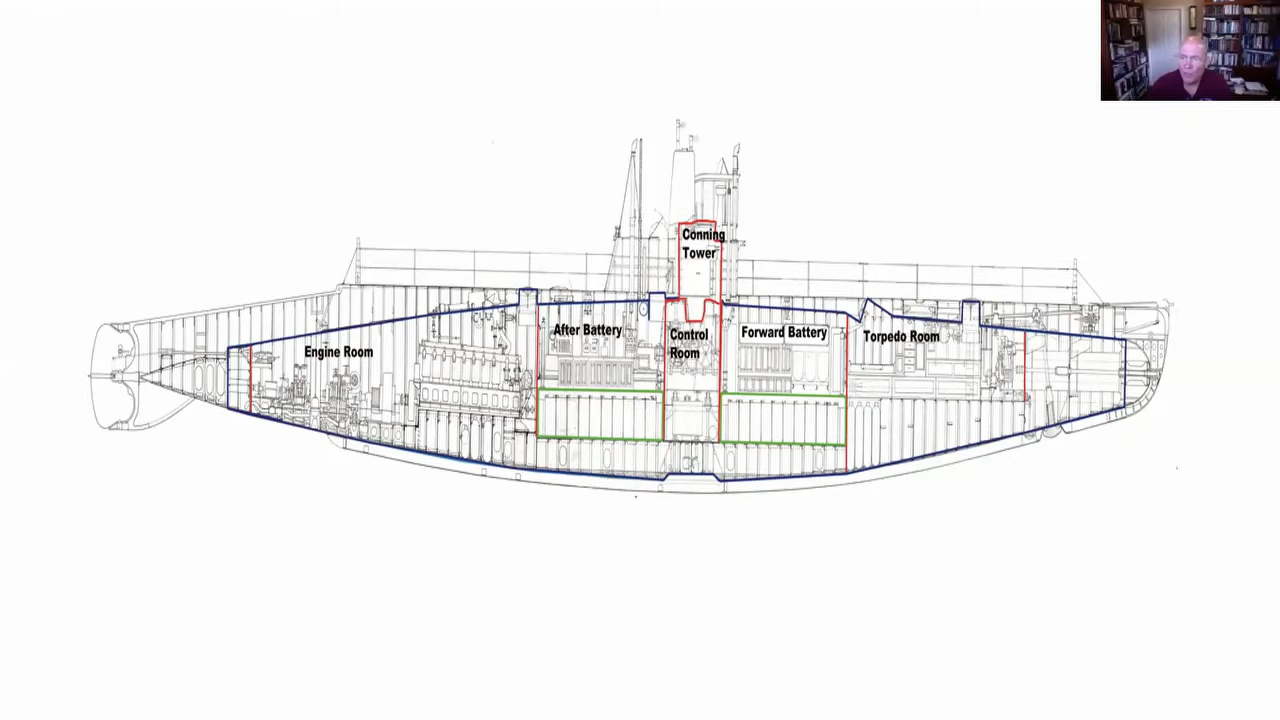 Conning
Tower
After Battery
Control
Room
Forward Battery
Torpedo Room
Engine Room